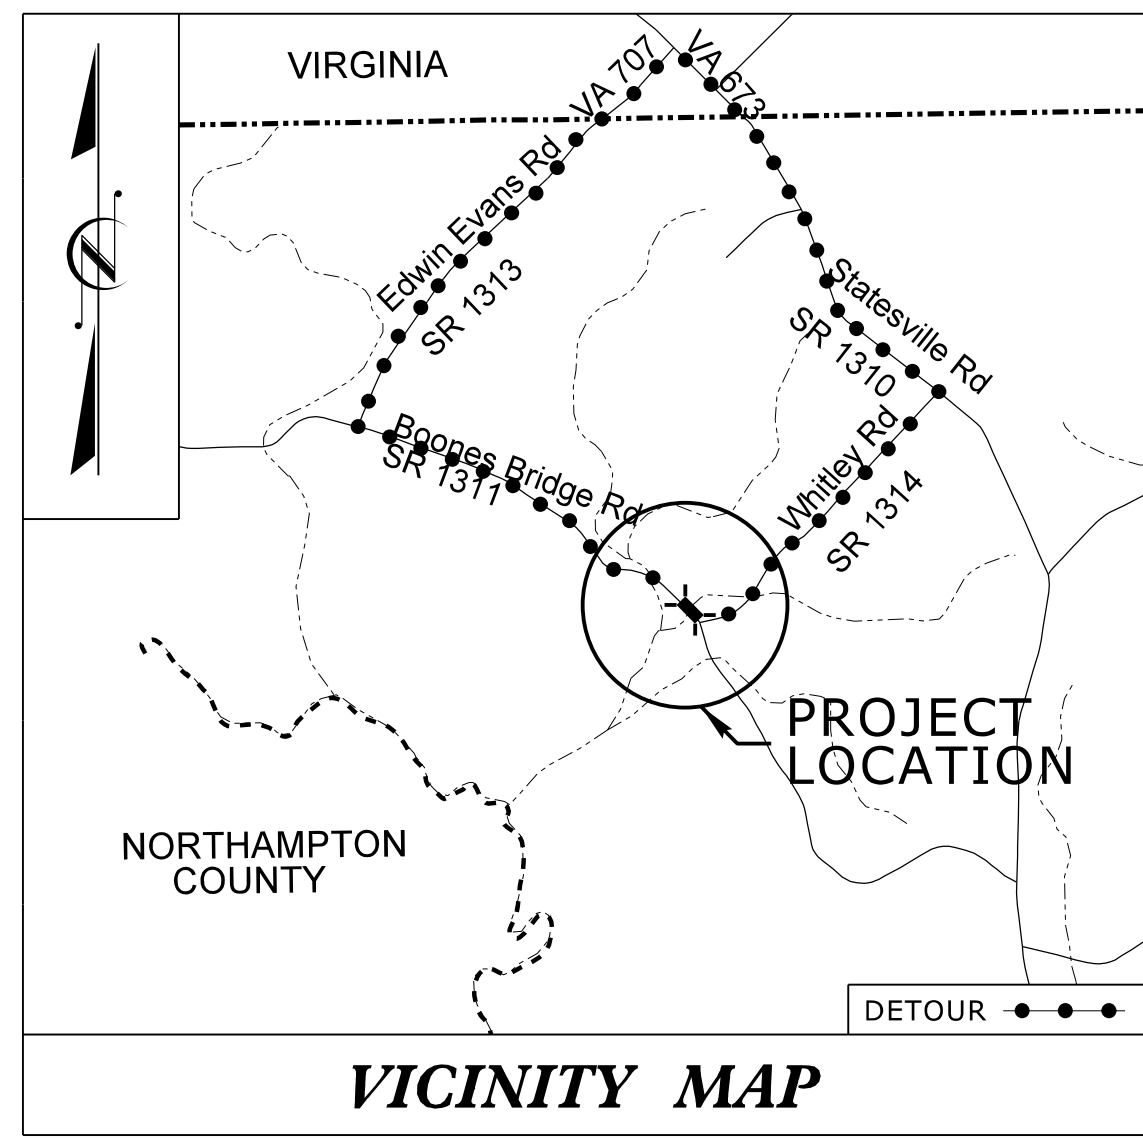 VIRGINIA
VA 707
VA 673
Edwin Evans Rd
SR 1313
Statesville Rd
SR 1310
Boones Bridge Rd
SR 1311
Whitley Rd
SR 1314
N
PROJECT
LOCATION
NORTHAMPTON
COUNTY
DETOUR
VICINITY MAP